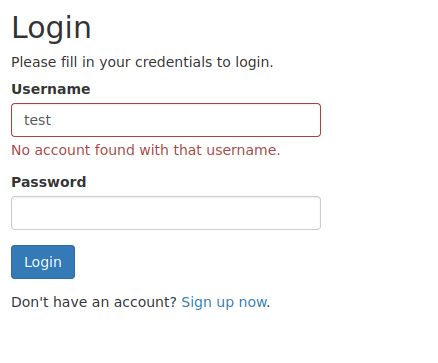 Login
Please fill in your credentials to login.
Username
test
No account found with that username.
Password
Login
Don't have an account? Sign up now.